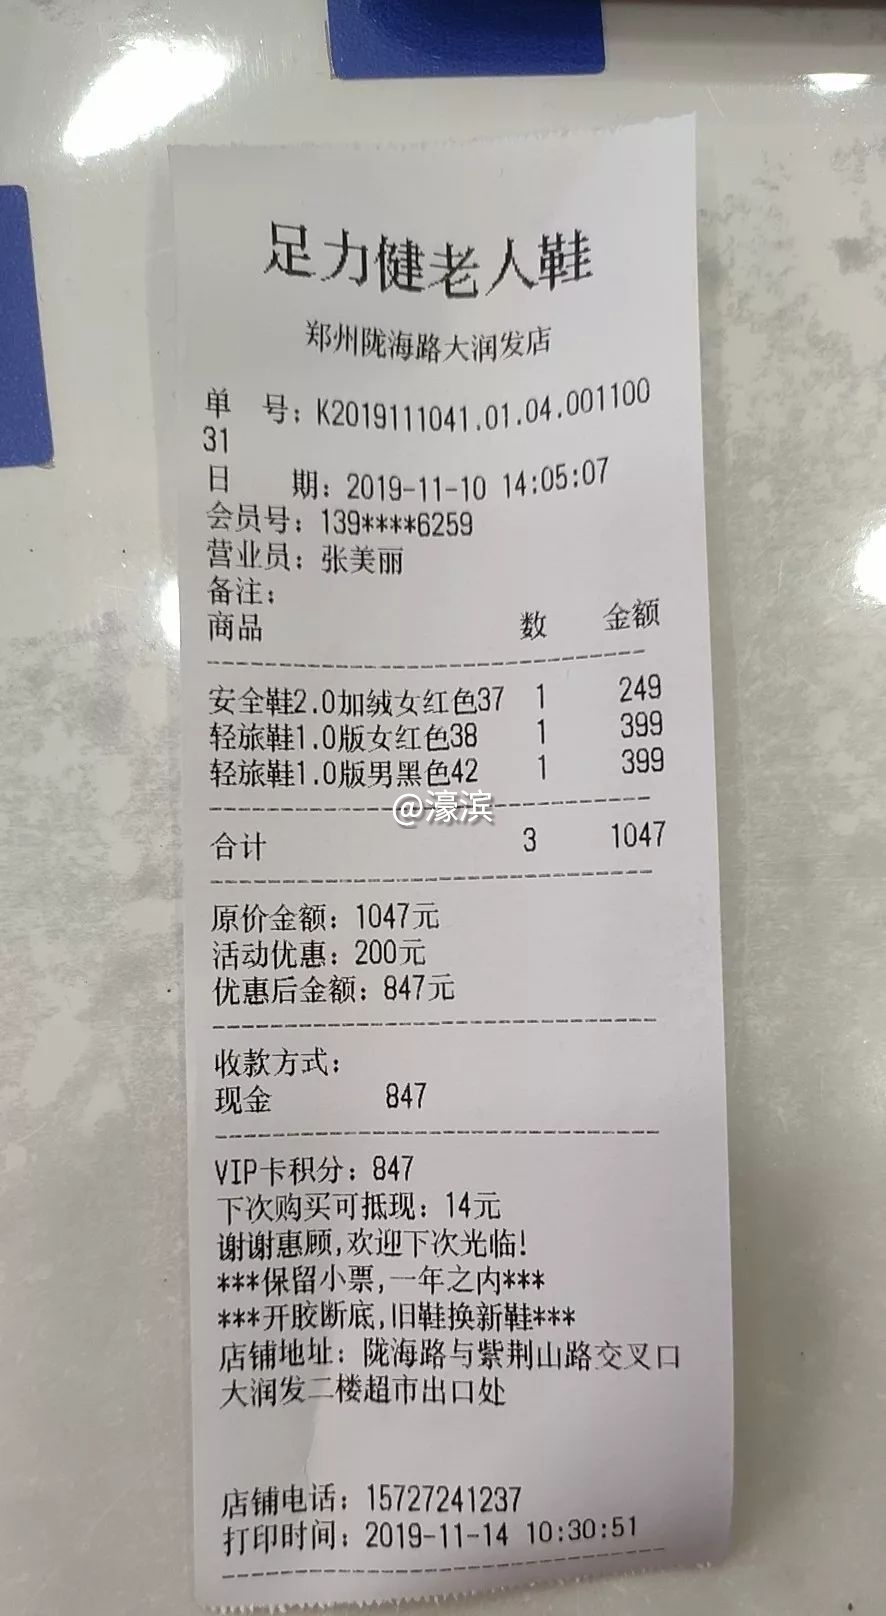 足力健老人鞋
郑州陇海路大润发店
单 号：K2019111041.01.04.001100
31
日 期：2019-11-10 14:05:07
会员号：139****6259
营业员：张美丽
备注：
商品 数 金额
安全鞋2.0加绒女红色37 1 249
轻旅鞋1.0版女红色38 1 399
轻旅鞋1.0版男黑色42 1 399
@濠滨
合计 3 1047
原价金额：1047元
活动优惠：200元
优惠后金额：847元
收款方式：
现金 847
VIP卡积分：847
下次购买可抵现：14元
谢谢惠顾,欢迎下次光临!
***保留小票,一年之内***
***开胶断底,旧鞋换新鞋***
店铺地址：陇海路与紫荆山路交叉口
大润发二楼超市出口处
店铺电话：15727241237
打印时间：2019-11-14 10:30:51